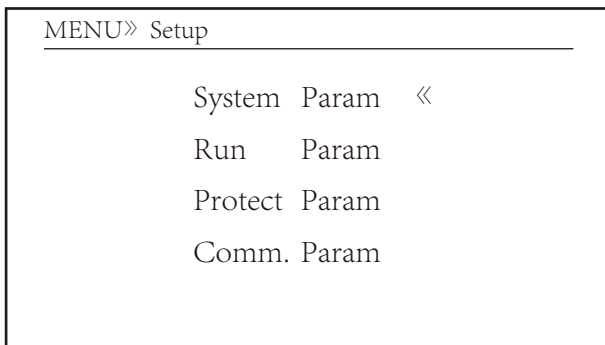 MENU》 Setup
System Param 《
Run Param
Protect Param
Comm. Param